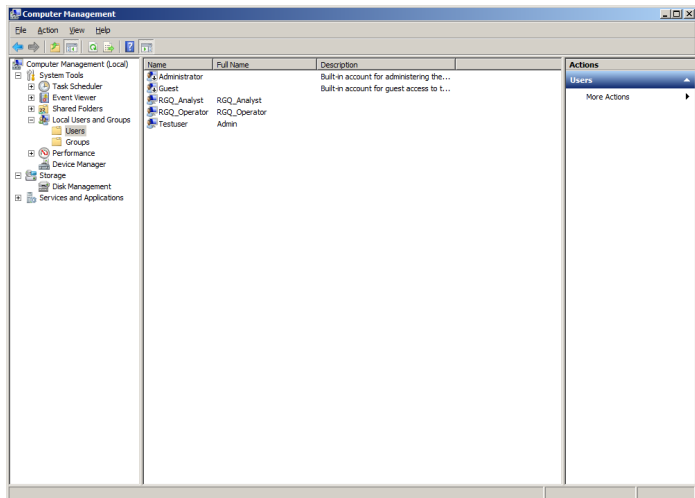 Computer Management
File Action View Help
Computer Management (Local)
System Tools
Task Scheduler
Event Viewer
Shared Folders
Local Users and Groups
Users
Groups
Performance
Device Manager
Storage
Disk Management
Services and Applications
Name Full Name Description
Administrator Built-in account for administering the...
Guest Built-in account for guest access to t...
RGQ_Analyst RGQ_Analyst
RGQ_Operator RGQ_Operator
Testuser Admin
Actions
Users
More Actions